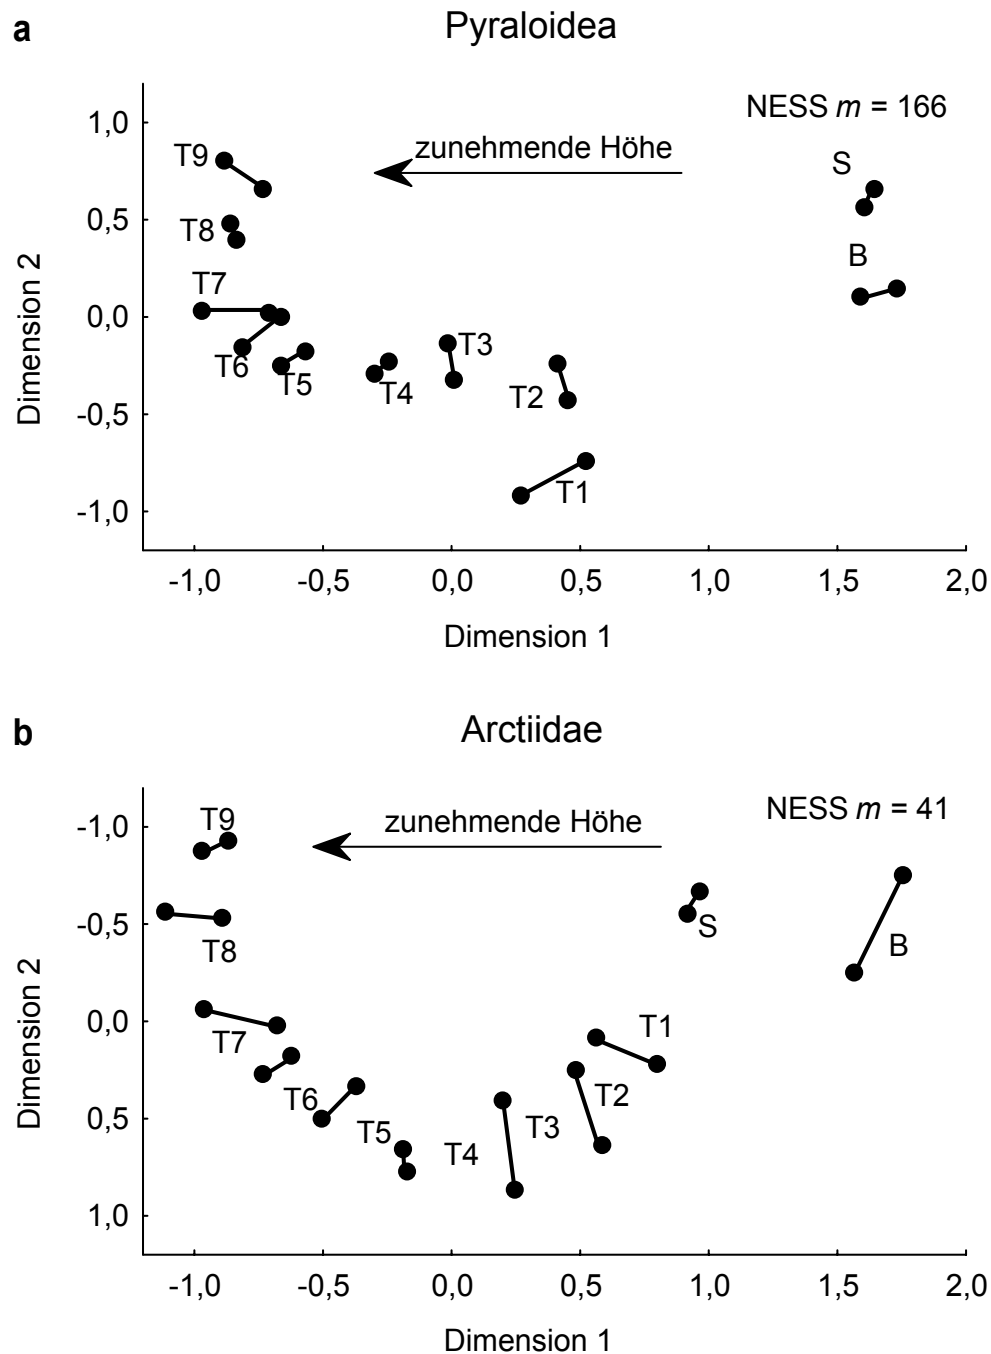 a
Pyraloidea
NESS m = 166
zunehmende Höhe
1,0
0,5
0,0
-0,5
-1,0
Dimension 2
T9
T8
T7
T6
T5
T4
T3
T2
T1
S
B
-1,0
-0,5
0,0
0,5
1,0
1,5
2,0
Dimension 1
b
Arctiidae
NESS m = 41
zunehmende Höhe
-1,0
-0,5
0,0
0,5
1,0
Dimension 2
T9
T8
T7
T6
T5
T4
T3
T2
T1
S
B
-1,0
-0,5
0,0
0,5
1,0
1,5
2,0
Dimension 1